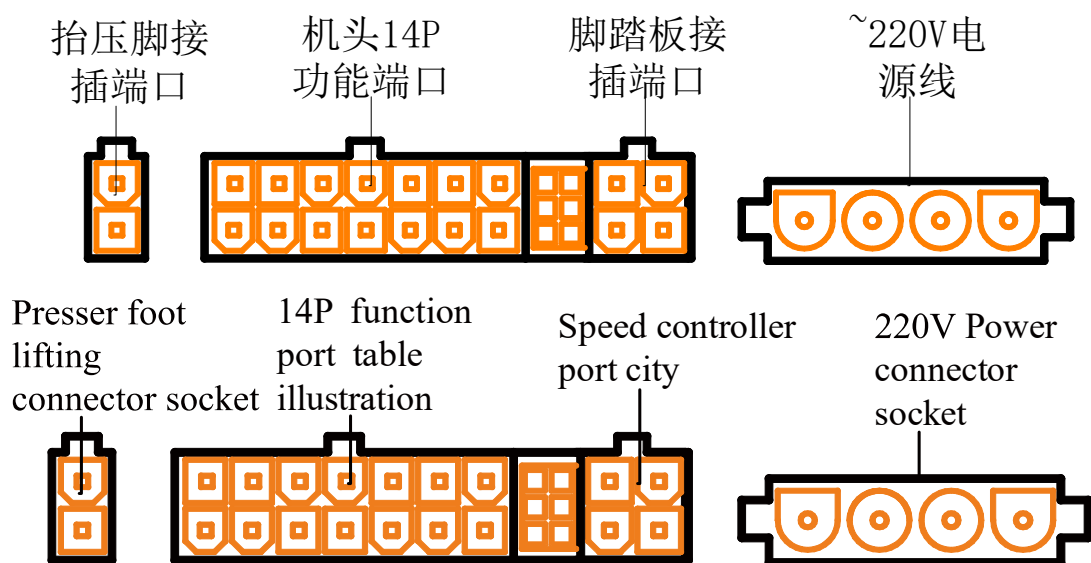 抬压脚接
插端口
机头14P
功能端口
脚踏板接
插端口
~220V电
源线
Presser foot
lifting
connector socket
14P function
port table
illustration
Speed controller
port city
220V Power
connector
socket